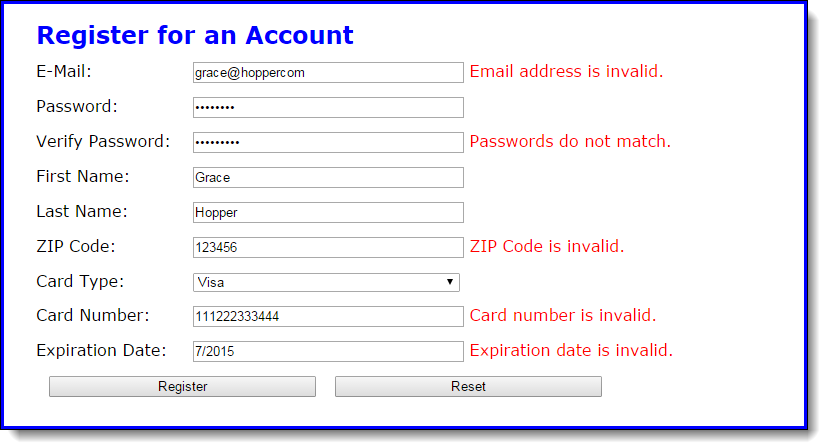 Register for an Account
E-Mail: grace@hoppercom Email address is invalid.
Password: ••••••••
Verify Password: ••••••••• Passwords do not match.
First Name: Grace
Last Name: Hopper
ZIP Code: 123456 ZIP Code is invalid.
Card Type: Visa
Card Number: 111222333444 Card number is invalid.
Expiration Date: 7/2015 Expiration date is invalid.
Register Reset